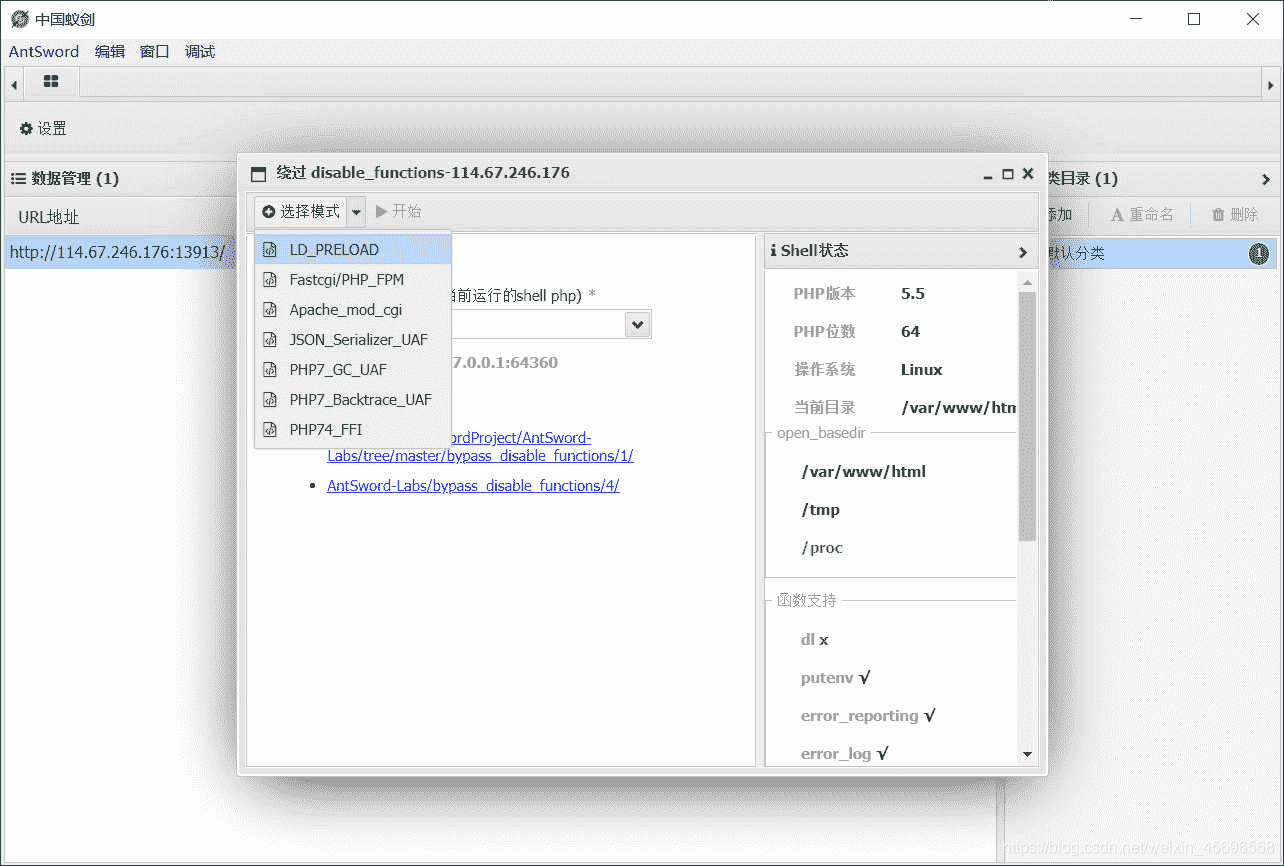 中国蚁剑
AntSword 编辑 窗口 调试
设置
数据管理 (1)
URL地址
http://114.67.246.176:13913/
绕过 disable_functions-114.67.246.176
选择模式 开始
LD_PRELOAD
Fastcgi/PHP_FPM
Apache_mod_cgi
JSON_Serializer_UAF
PHP7_GC_UAF
PHP7_Backtrace_UAF
PHP74_FFI
前运行的shell php) *
7.0.0.1:64360
ordProject/AntSword-
Labs/tree/master/bypass_disable_functions/1/
AntSword-Labs/bypass_disable_functions/4/
Shell状态
PHP版本 5.5
PHP位数 64
操作系统 Linux
当前目录 /var/www/htm
open_basedir
/var/www/html
/tmp
/proc
函数支持
dl x
putenv √
error_reporting √
error_log √
类目录 (1)
添加 重命名 删除
默认分类 1
https://blog.csdn.net/weixin_45696568